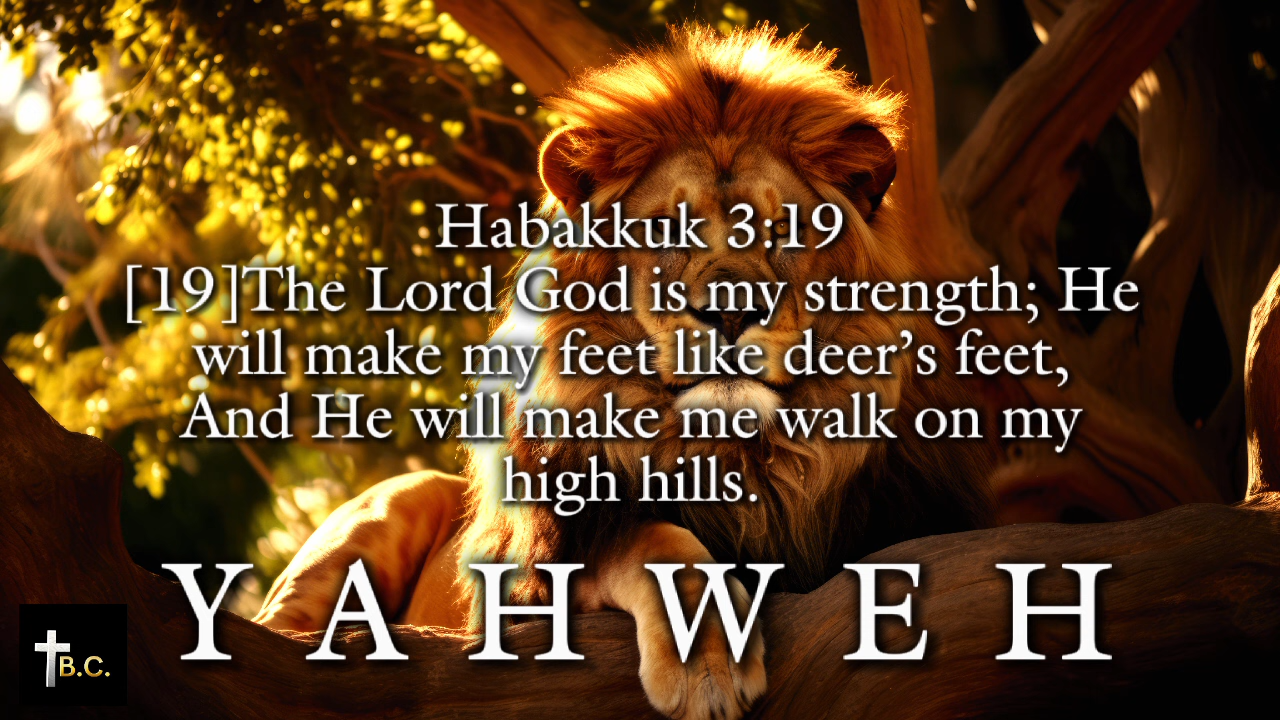 Habakkuk 3:19
[19]The Lord God is my strength; He
will make my feet like deer’s feet,
And He will make me walk on my
high hills.
YAHWEH
B.C.